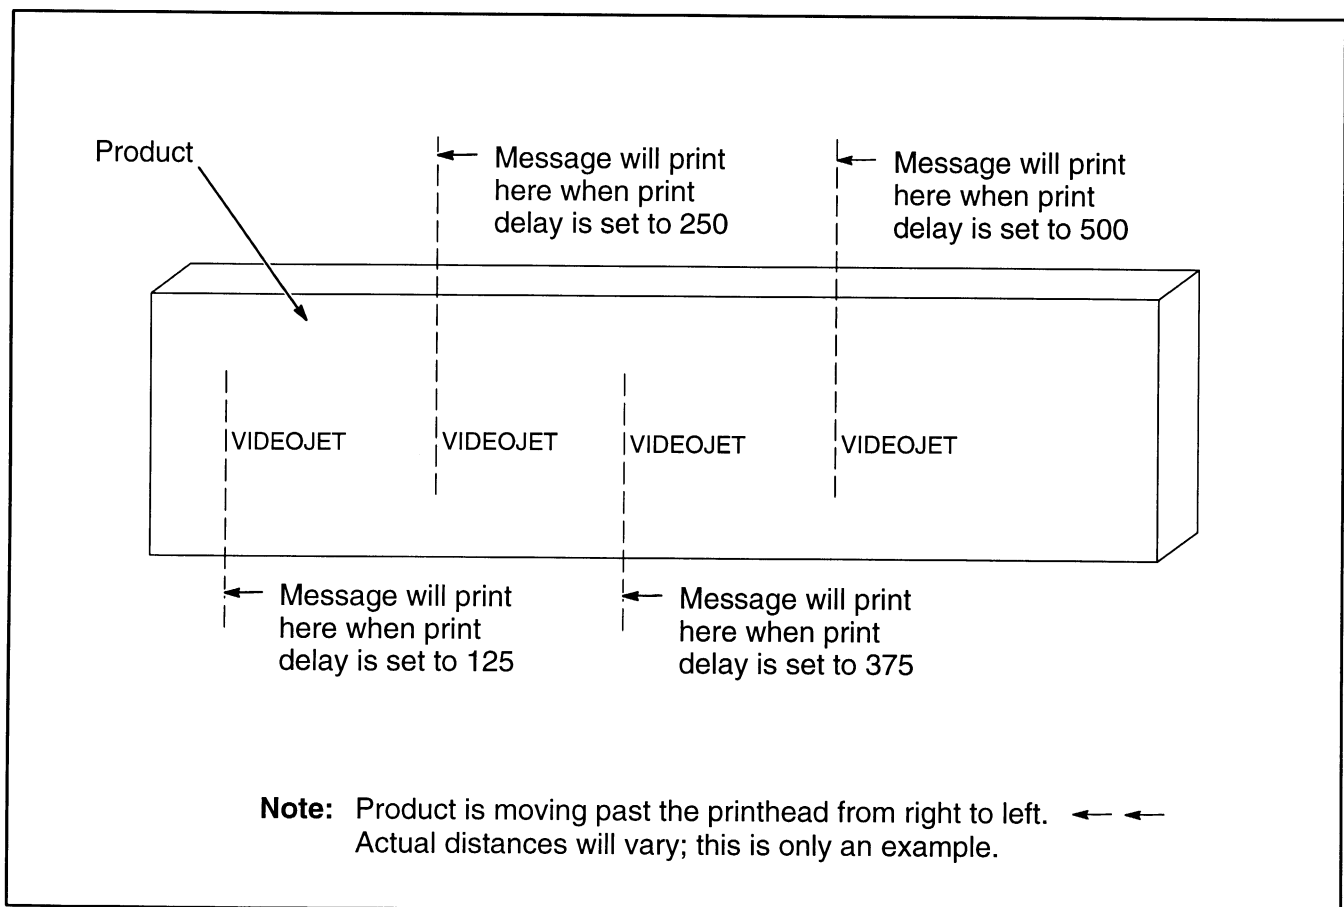 Product
Message will print
here when print
delay is set to 250
Message will print
here when print
delay is set to 500
VIDEOJET
VIDEOJET
VIDEOJET
VIDEOJET
Message will print
here when print
delay is set to 125
Message will print
here when print
delay is set to 375
Note: Product is moving past the printhead from right to left.
Actual distances will vary; this is only an example.